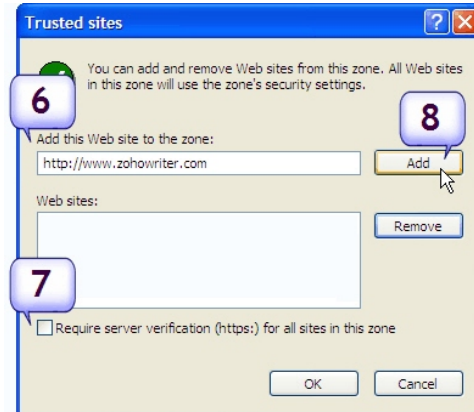 Trusted sites
You can add and remove Web sites from this zone. All Web sites
in this zone will use the zone's security settings.
6
8
Add this Web site to the zone:
http://www.zohowriter.com
Add
Web sites:
Remove
7
Require server verification (https:) for all sites in this zone
OK
Cancel